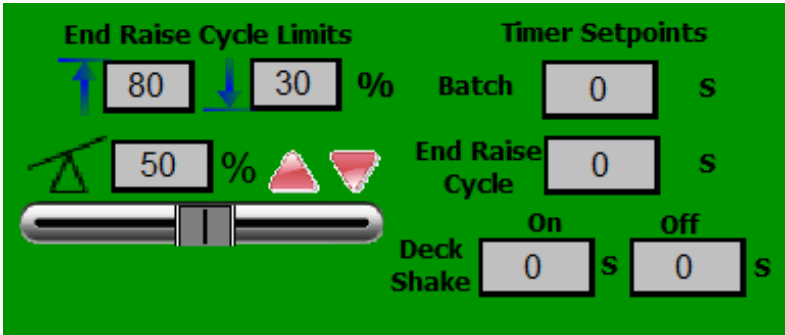 End Raise Cycle Limits
80 30 %
50 %
Timer Setpoints
Batch 0 s
End Raise
Cycle 0 s
On Off
Deck
Shake 0 s 0 s